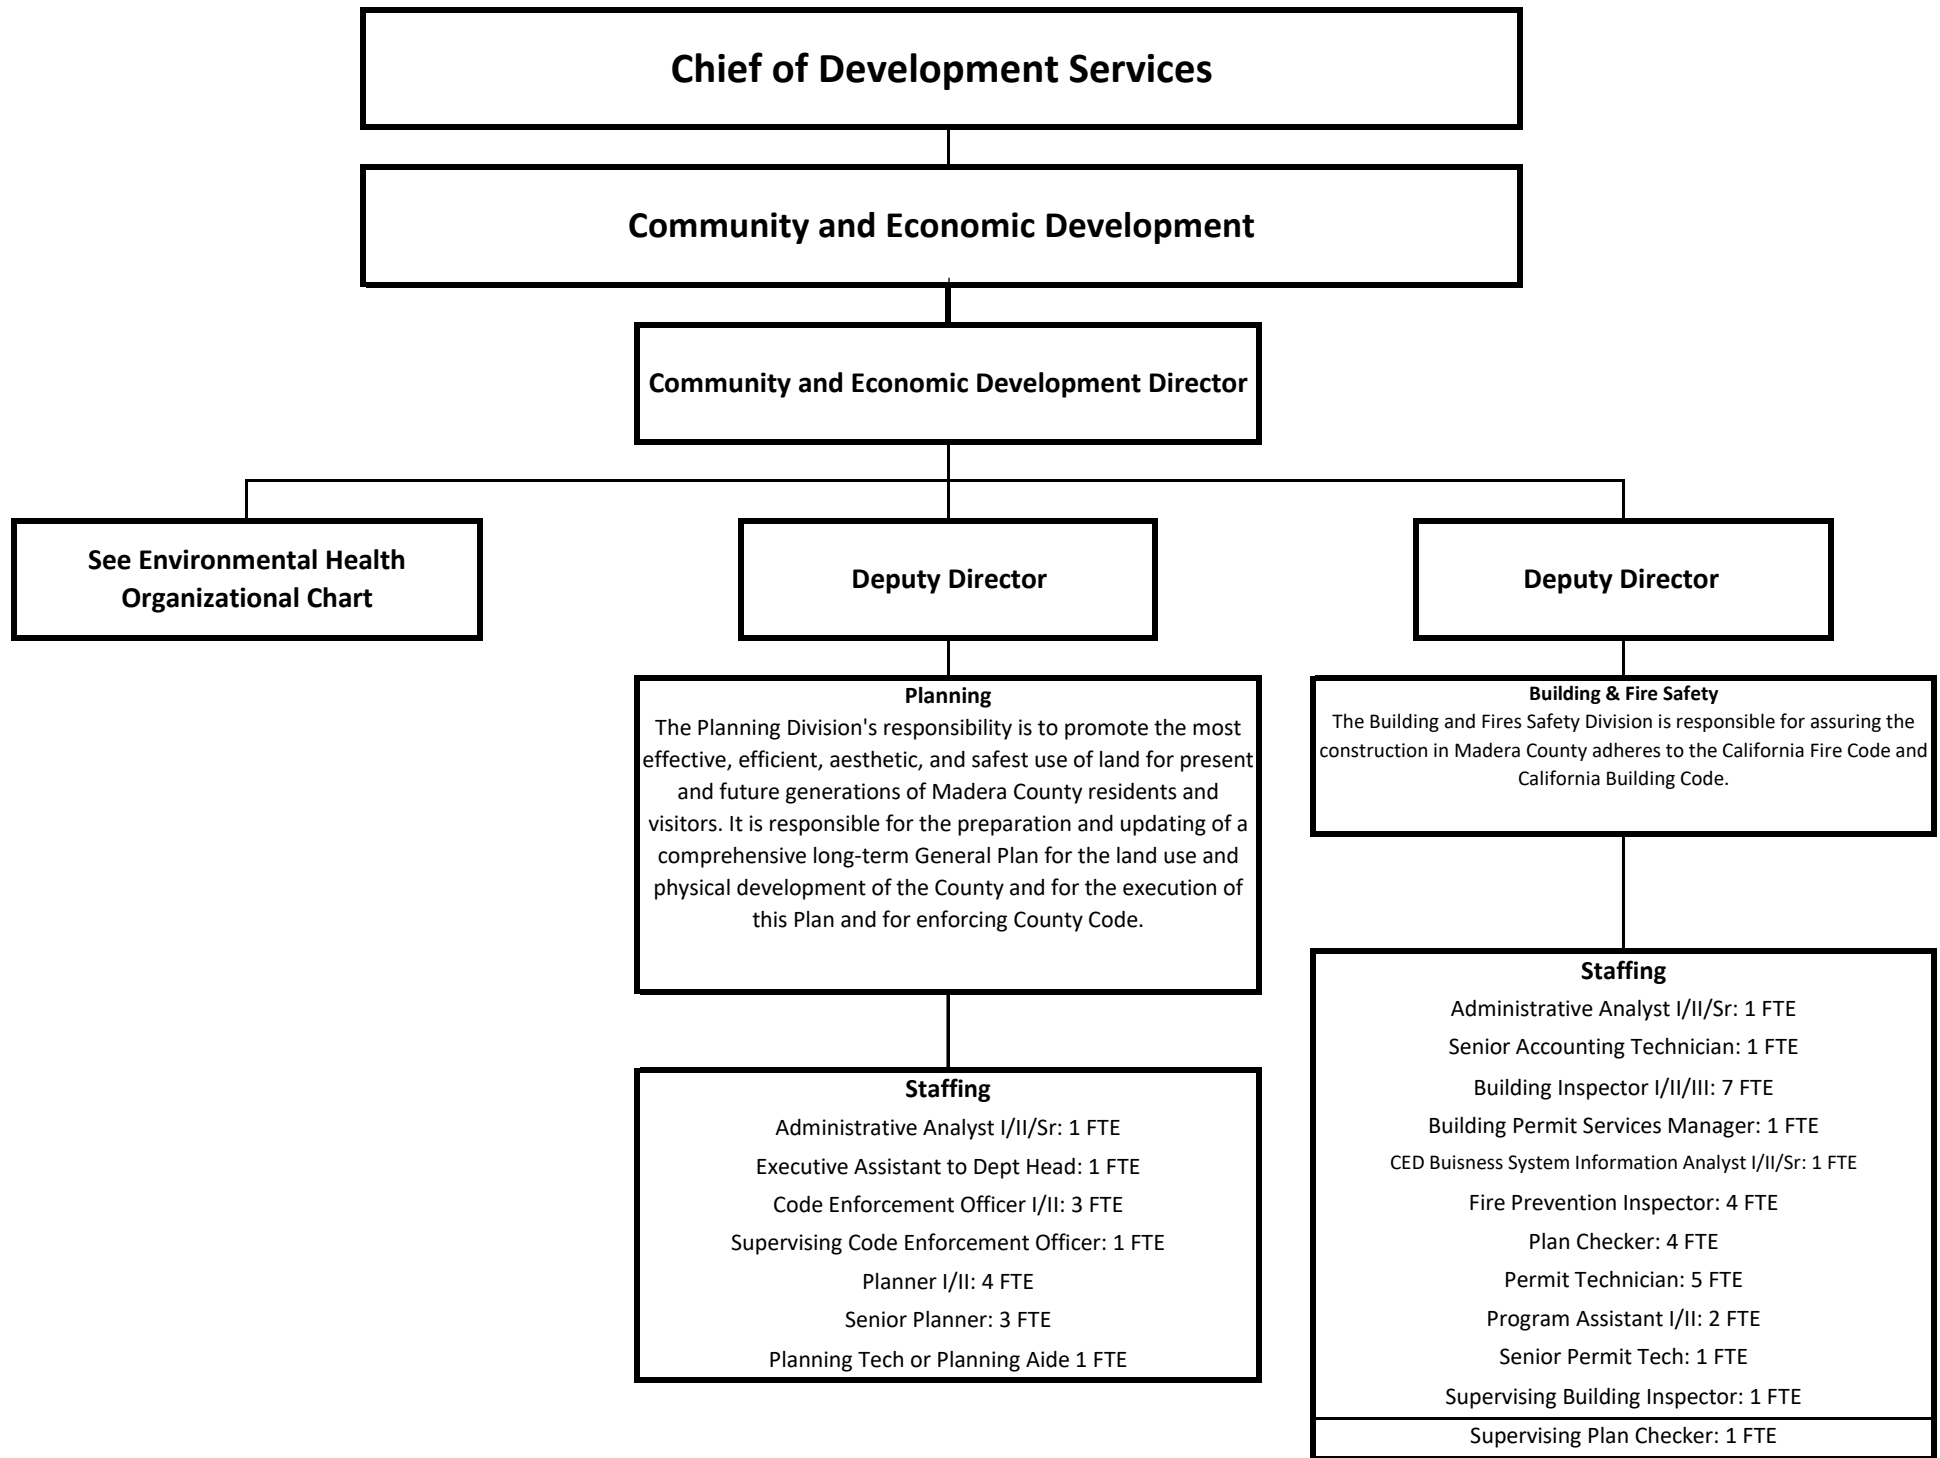 Chief of Development Services
Community and Economic Development
Community and Economic Development Director
See Environmental Health
Organizational Chart
Deputy Director
Deputy Director
Planning
The Planning Division's responsibility is to promote the most
effective, efficient, aesthetic, and safest use of land for present
and future generations of Madera County residents and
visitors. It is responsible for the preparation and updating of a
comprehensive long-term General Plan for the land use and
physical development of the County and for the execution of
this Plan and for enforcing County Code.
Building & Fire Safety
The Building and Fires Safety Division is responsible for assuring the
construction in Madera County adheres to the California Fire Code and
California Building Code.
Staffing
Administrative Analyst I/II/Sr: 1 FTE
Executive Assistant to Dept Head: 1 FTE
Code Enforcement Officer I/II: 3 FTE
Supervising Code Enforcement Officer: 1 FTE
Planner I/II: 4 FTE
Senior Planner: 3 FTE
Planning Tech or Planning Aide 1 FTE
Staffing
Administrative Analyst I/II/Sr: 1 FTE
Senior Accounting Technician: 1 FTE
Building Inspector I/II/III: 7 FTE
Building Permit Services Manager: 1 FTE
CED Buisness System Information Analyst I/II/Sr: 1 FTE
Fire Prevention Inspector: 4 FTE
Plan Checker: 4 FTE
Permit Technician: 5 FTE
Program Assistant I/II: 2 FTE
Senior Permit Tech: 1 FTE
Supervising Building Inspector: 1 FTE
Supervising Plan Checker: 1 FTE